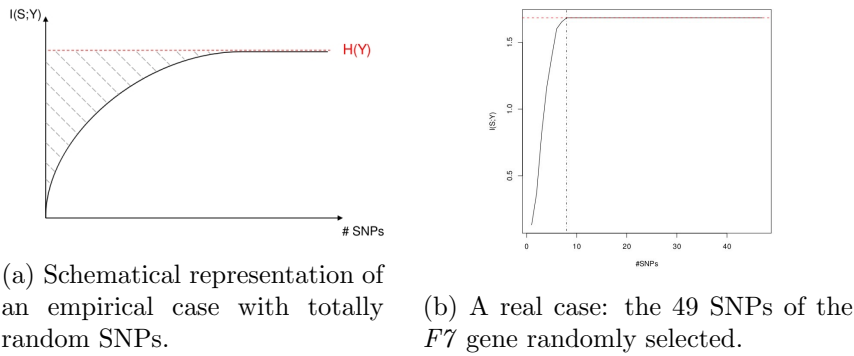 I(S;Y)
H(Y)
# SNPs
(a) Schematical representation of
an empirical case with totally
random SNPs.
1.5
1.0
0.5
I(S;Y)
0 10 20 30 40
#SNPs
(b) A real case: the 49 SNPs of the
F7 gene randomly selected.